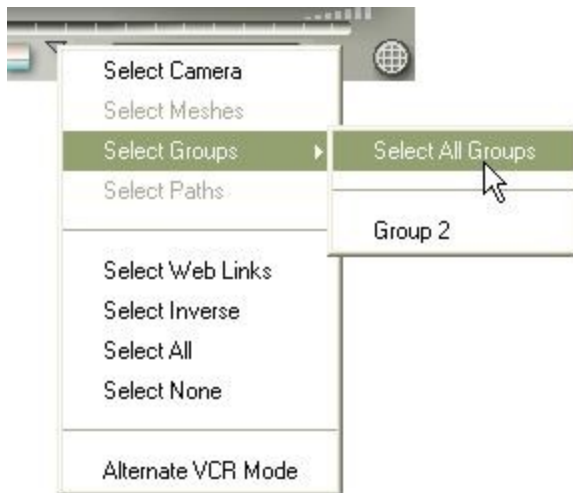 Select Camera
Select Meshes
Select Groups
Select All Groups
Select Paths
Group 2
Select Web Links
Select Inverse
Select All
Select None
Alternate VCR Mode